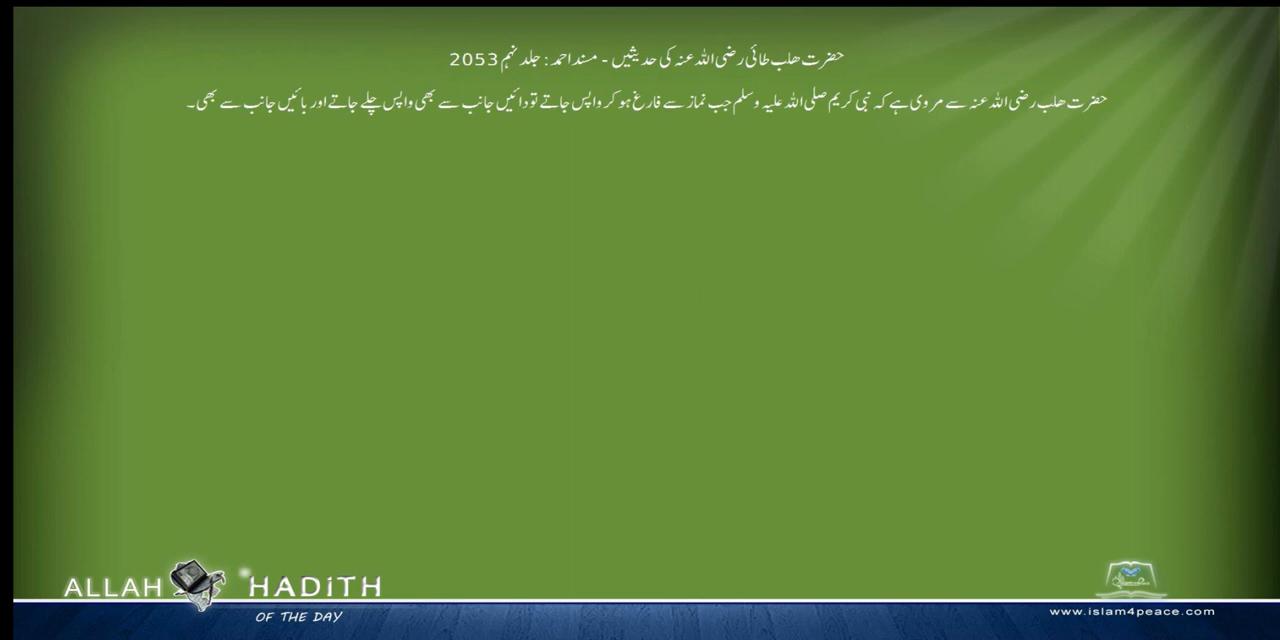 حضرت ھلب طائی رضی اللہ عنہ کی حدیثیں - مسند احمد : جلد نہم 2053
حضرت ھلب رضی اللہ عنہ سے مروی ہے کہ نبی کریم صلی اللہ علیہ وسلم جب نماز سے فارغ ہو کر واپس جاتے تو دائیں جانب سے بھی واپس چلے جاتے اور بائیں جانب سے بھی۔
ALLAH HADITH
OF THE DAY
www.islam4peace.com